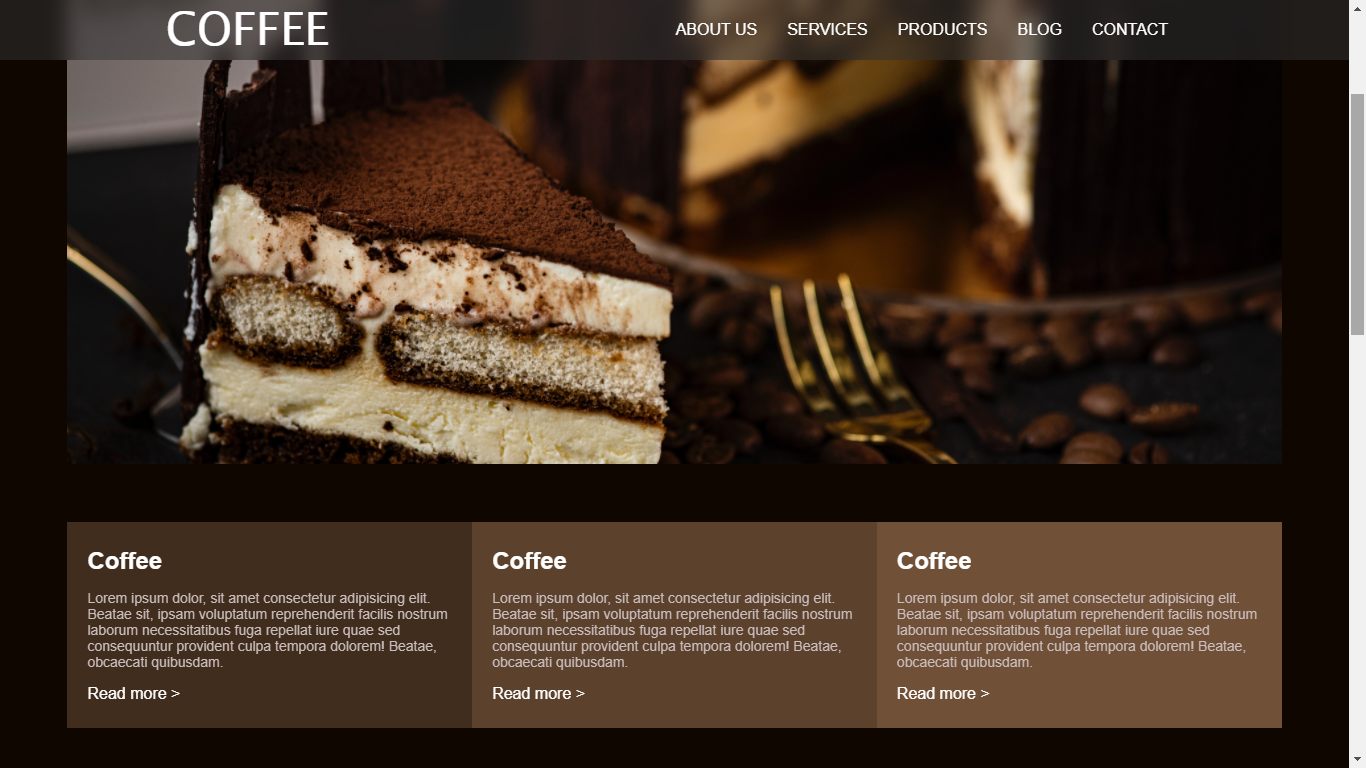 COFFEE
ABOUT US SERVICES PRODUCTS BLOG CONTACT
Coffee
Lorem ipsum dolor, sit amet consectetur adipisicing elit.
Beatae sit, ipsam voluptatum reprehenderit facilis nostrum
laborum necessitatibus fuga repellat iure quae sed
consequuntur provident culpa tempora dolorem! Beatae,
obcaecati quibusdam.
Read more >
Coffee
Lorem ipsum dolor, sit amet consectetur adipisicing elit.
Beatae sit, ipsam voluptatum reprehenderit facilis nostrum
laborum necessitatibus fuga repellat iure quae sed
consequuntur provident culpa tempora dolorem! Beatae,
obcaecati quibusdam.
Read more >
Coffee
Lorem ipsum dolor, sit amet consectetur adipisicing elit.
Beatae sit, ipsam voluptatum reprehenderit facilis nostrum
laborum necessitatibus fuga repellat iure quae sed
consequuntur provident culpa tempora dolorem! Beatae,
obcaecati quibusdam.
Read more >